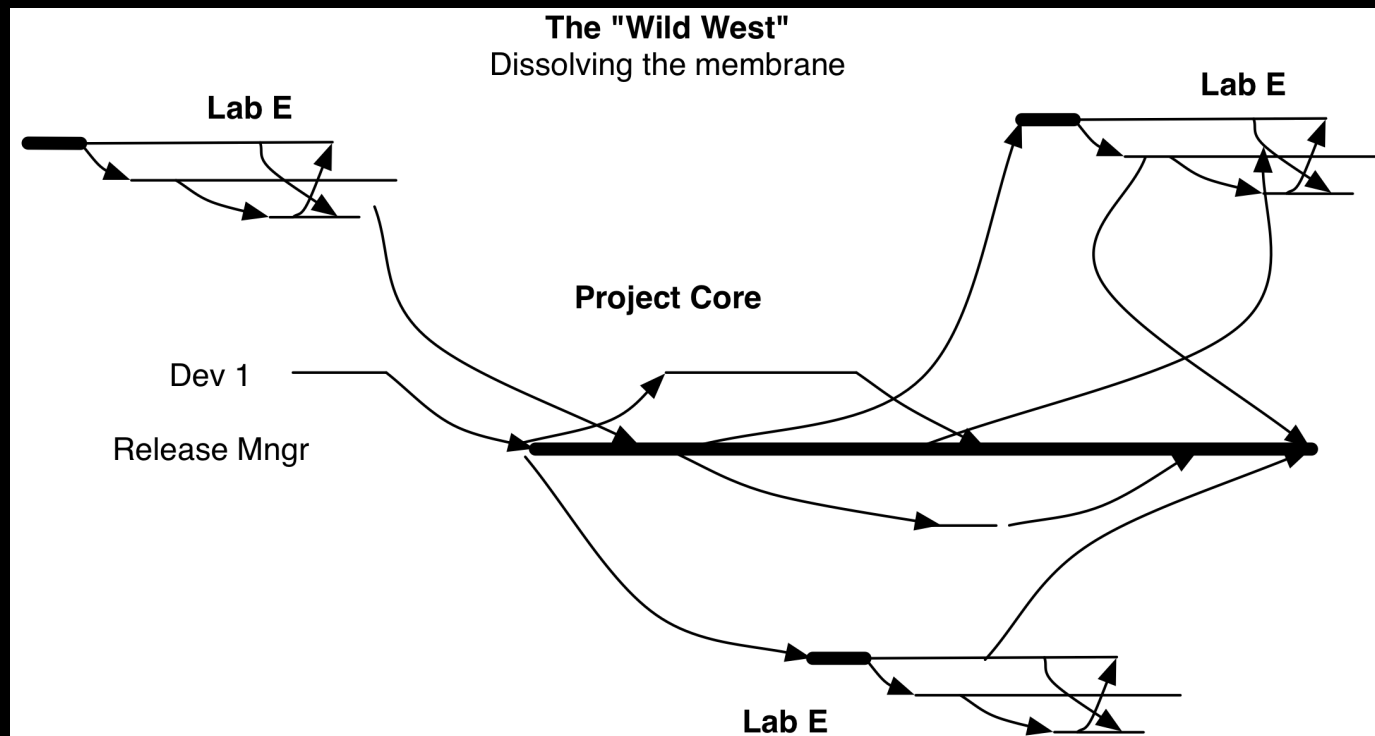 The "Wild West"
Dissolving the membrane
Lab E
Lab E
Project Core
Dev 1
Release Mngr
Lab E